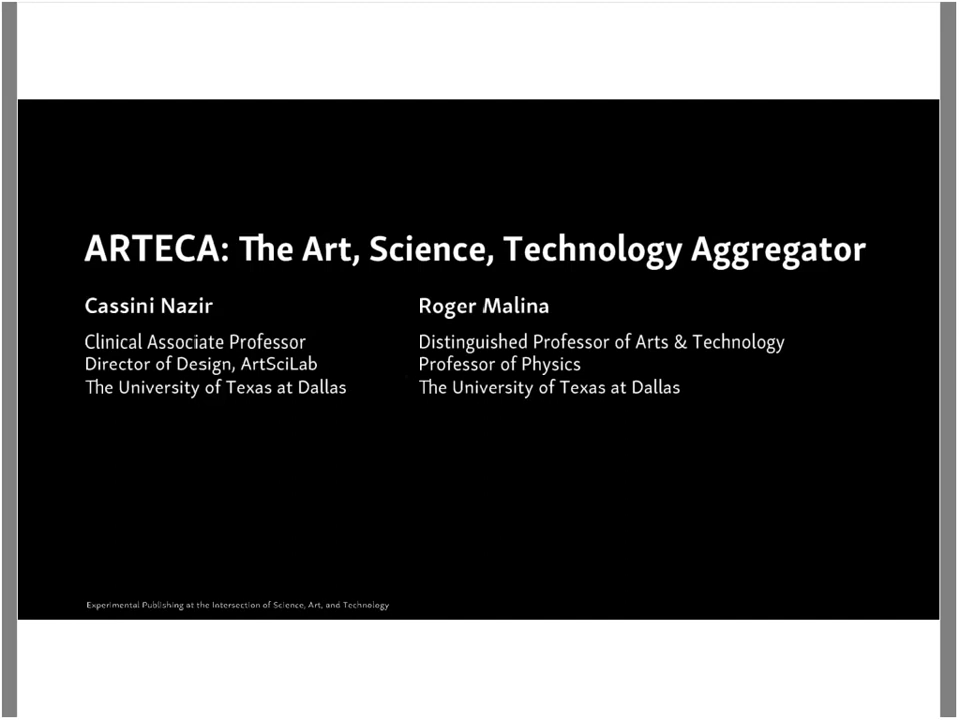 ARTECA: The Art, Science, Technology Aggregator
Cassini Nazir
Clinical Associate Professor
Director of Design, ArtSciLab
The University of Texas at Dallas
Roger Malina
Distinguished Professor of Arts & Technology
Professor of Physics
The University of Texas at Dallas
Experimental Publishing at the Intersection of Science, Art, and Technology